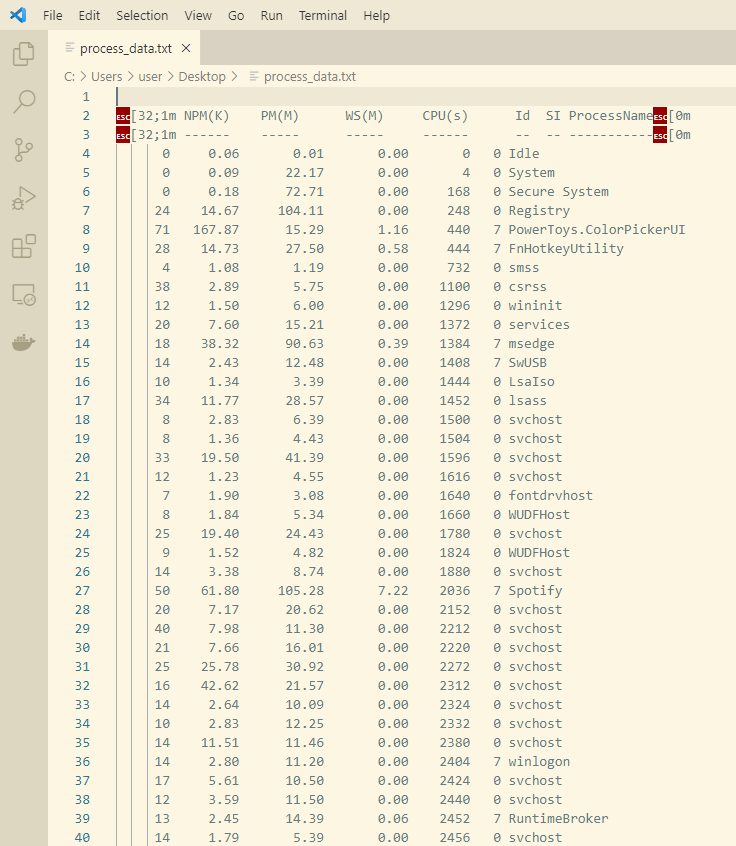 File Edit Selection View Go Run Terminal Help
process_data.txt ×
C: > Users > user > Desktop > process_data.txt
1
2 ESC[32;1m NPM(K) PM(M) WS(M) CPU(s) Id SI ProcessNameESC[0m
3 ESC[32;1m ------ ----- ----- ------ -- -- -----------ESC[0m
4 0 0.06 0.01 0.00 0 0 Idle
5 0 0.09 22.17 0.00 4 0 System
6 0 0.18 72.71 0.00 168 0 Secure System
7 24 14.67 104.11 0.00 248 0 Registry
8 71 167.87 15.29 1.16 440 7 PowerToys.ColorPickerUI
9 28 14.73 27.50 0.58 444 7 FnHotkeyUtility
10 4 1.08 1.19 0.00 732 0 smss
11 38 2.89 5.75 0.00 1100 0 csrss
12 12 1.50 6.00 0.00 1296 0 wininit
13 20 7.60 15.21 0.00 1372 0 services
14 18 38.32 90.63 0.39 1384 7 msedge
15 14 2.43 12.48 0.00 1408 7 SwUSB
16 10 1.34 3.39 0.00 1444 0 LsaIso
17 34 11.77 28.57 0.00 1452 0 lsass
18 8 2.83 6.39 0.00 1500 0 svchost
19 8 1.36 4.43 0.00 1504 0 svchost
20 33 19.50 41.39 0.00 1596 0 svchost
21 12 1.23 4.55 0.00 1616 0 svchost
22 7 1.90 3.08 0.00 1640 0 fontdrvhost
23 8 1.84 5.34 0.00 1660 0 WUDFHost
24 25 19.40 24.43 0.00 1780 0 svchost
25 9 1.52 4.82 0.00 1824 0 WUDFHost
26 14 3.38 8.74 0.00 1880 0 svchost
27 50 61.80 105.28 7.22 2036 7 Spotify
28 20 7.17 20.62 0.00 2152 0 svchost
29 40 7.98 11.30 0.00 2212 0 svchost
30 21 7.66 16.01 0.00 2220 0 svchost
31 25 25.78 30.92 0.00 2272 0 svchost
32 16 42.62 21.57 0.00 2312 0 svchost
33 14 2.64 10.09 0.00 2324 0 svchost
34 10 2.83 12.25 0.00 2332 0 svchost
35 14 11.51 11.46 0.00 2380 0 svchost
36 14 2.80 11.20 0.00 2404 7 winlogon
37 17 5.61 10.50 0.00 2424 0 svchost
38 12 3.59 11.50 0.00 2440 0 svchost
39 13 2.45 14.39 0.06 2452 7 RuntimeBroker
40 14 1.79 5.39 0.00 2456 0 svchost